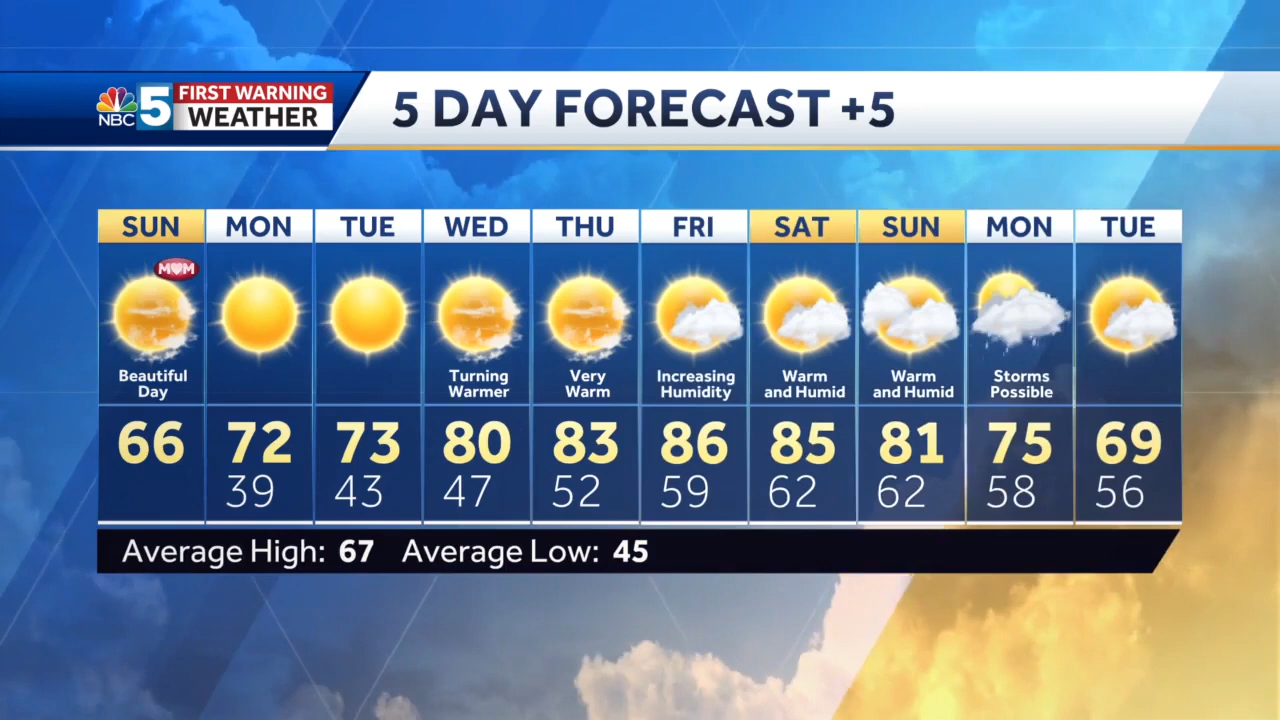 NBC 5 FIRST WARNING
WEATHER
5 DAY FORECAST +5
SUN MON TUE WED THU FRI SAT SUN MON TUE
M♥M
Beautiful Turning Very Increasing Warm Warm Storms
Day Warmer Warm Humidity and Humid and Humid Possible
66 72 73 80 83 86 85 81 75 69
39 43 47 52 59 62 62 58 56
Average High: 67 Average Low: 45